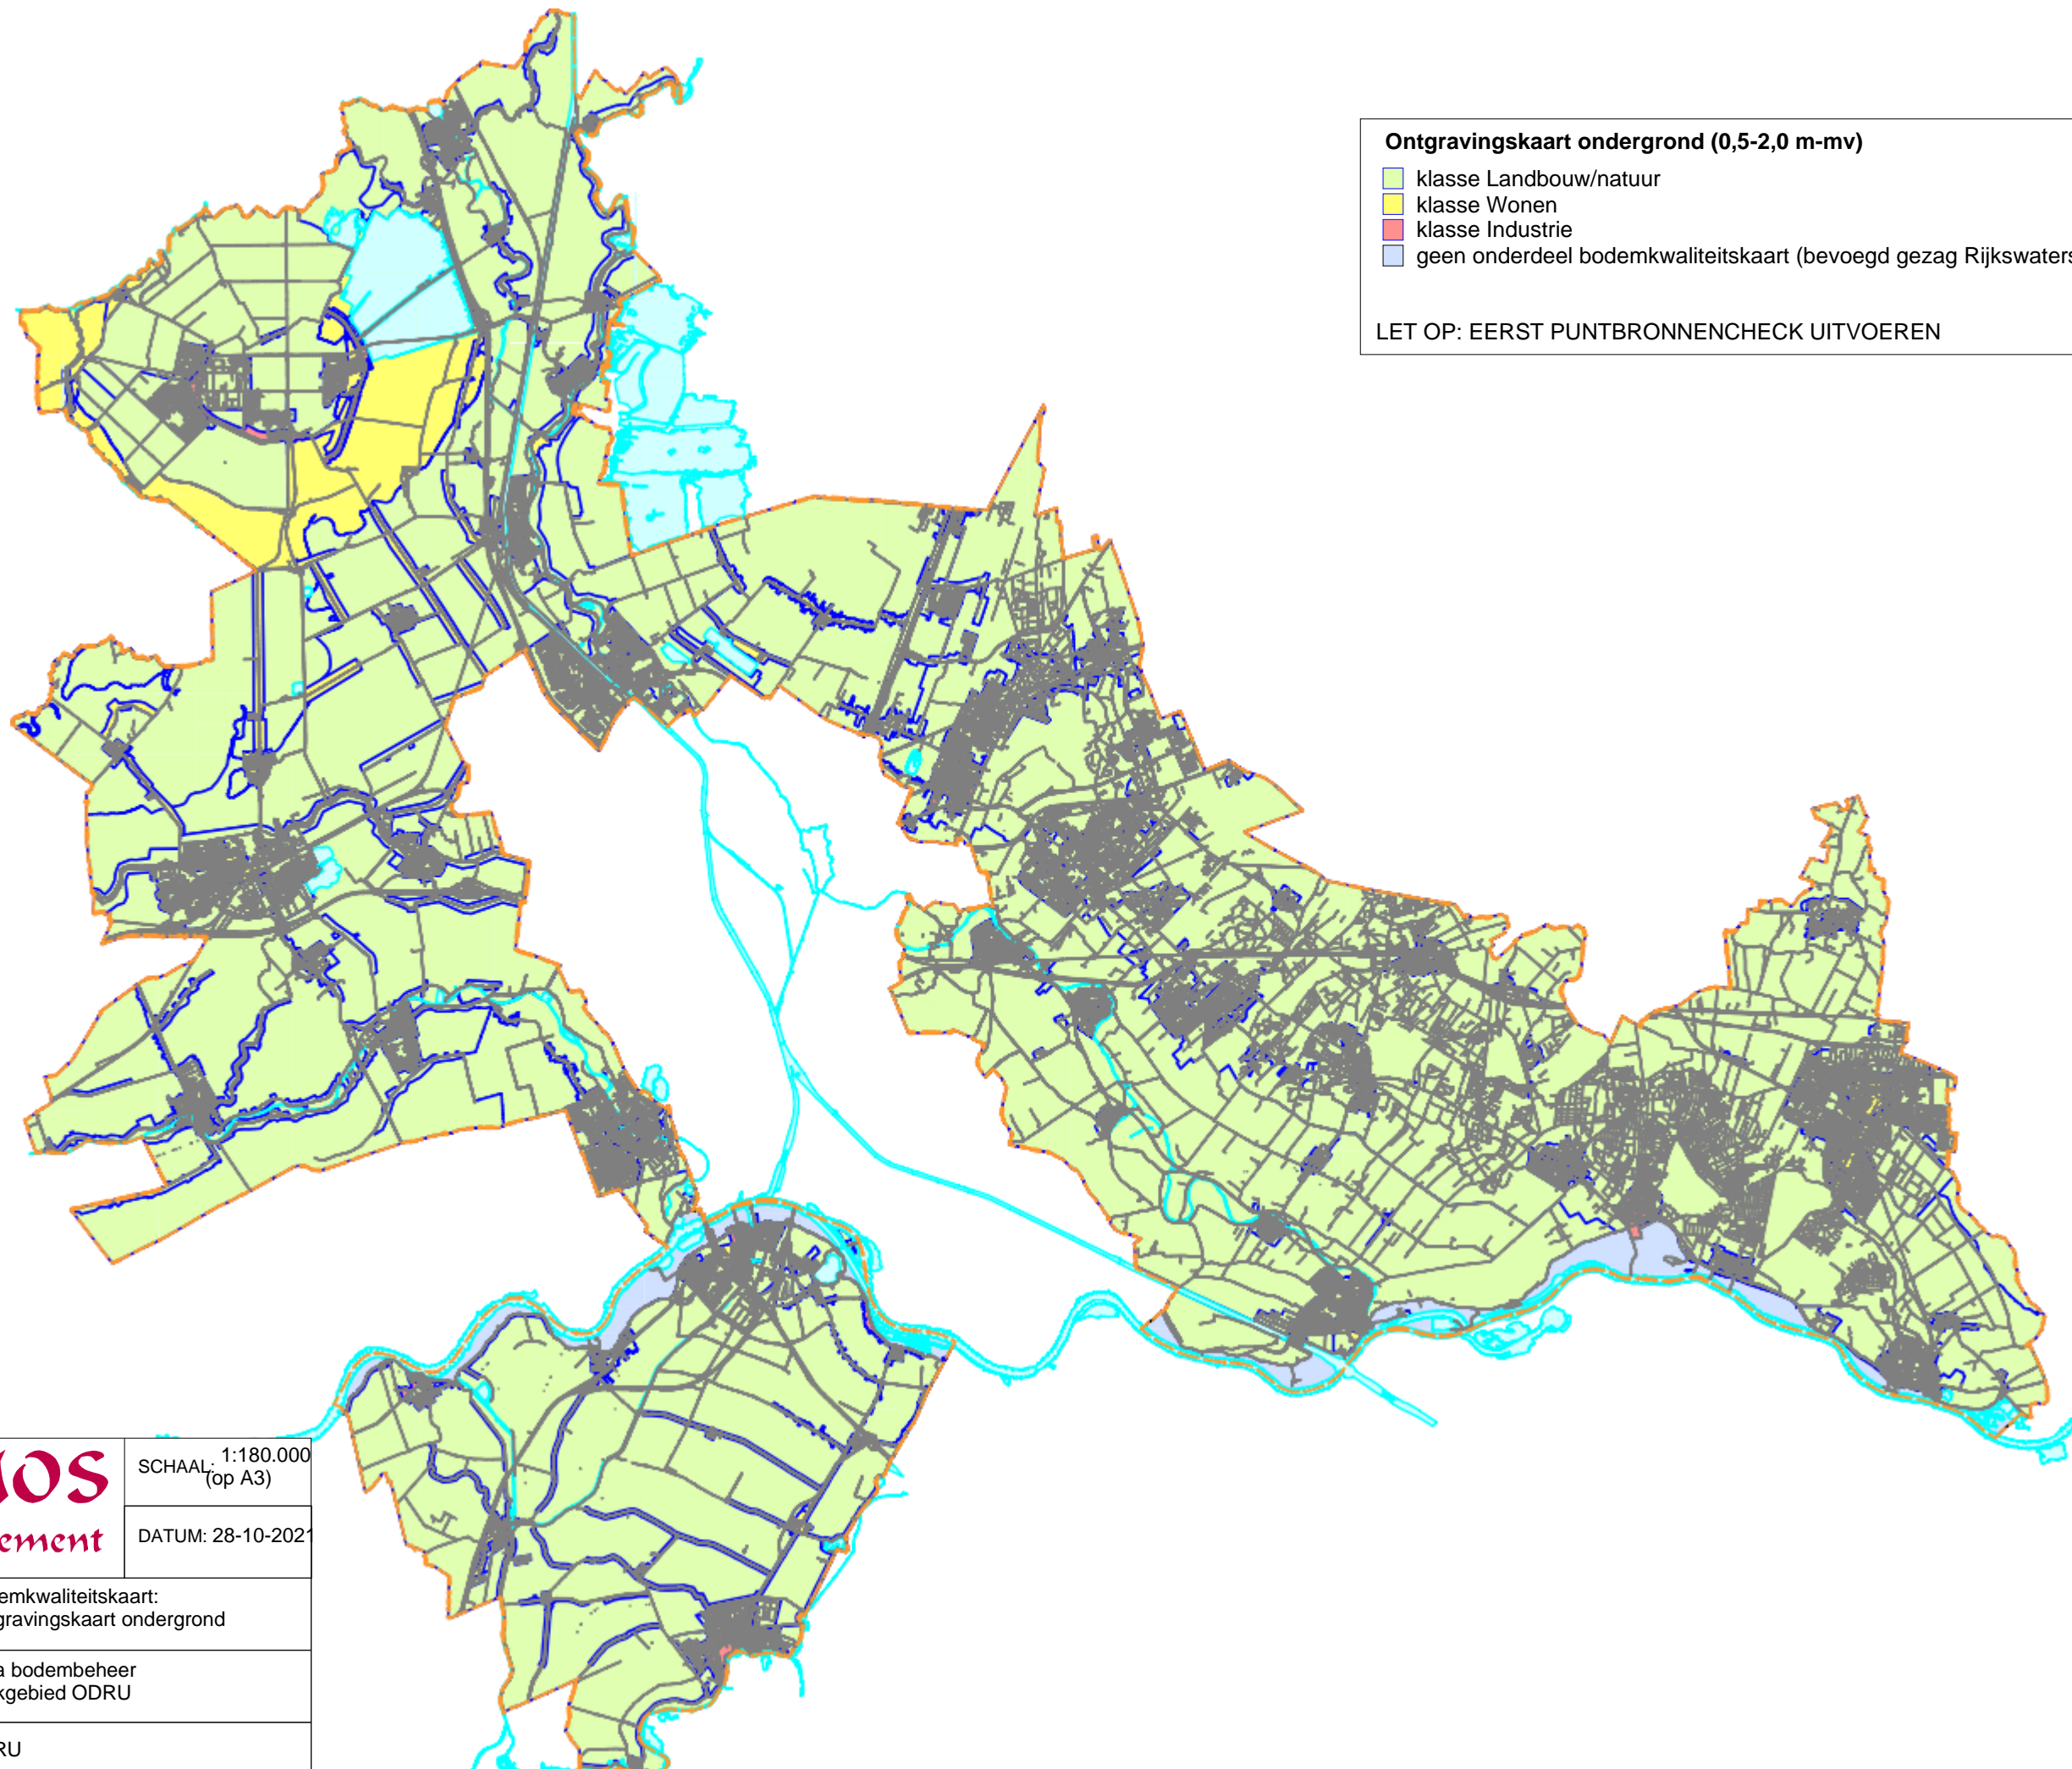 Ontgravingskaart ondergrond (0,5-2,0 m-mv)
klasse Landbouw/natuur
klasse Wonen
klasse Industrie
geen onderdeel bodemkwaliteitskaart (bevoegd gezag Rijkswaters
LET OP: EERST PUNTBRONNENCHECK UITVOEREN
os
ement
SCHAAL: 1:180.000
(op A3)
DATUM: 28-10-2021
emkwaliteitskaart:
gravingskaart ondergrond
a bodembeheer
kgebied ODRU
RU